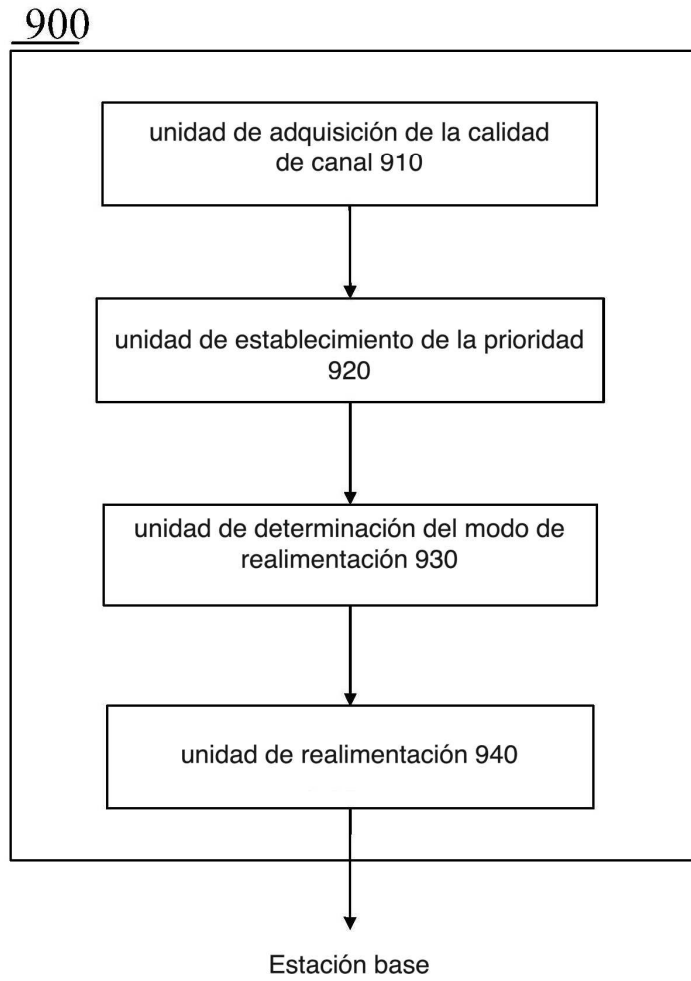 900
unidad de adquisición de la calidad
de canal 910
unidad de establecimiento de la prioridad
920
unidad de determinación del modo de
realimentación 930
unidad de realimentación 940
Estación base